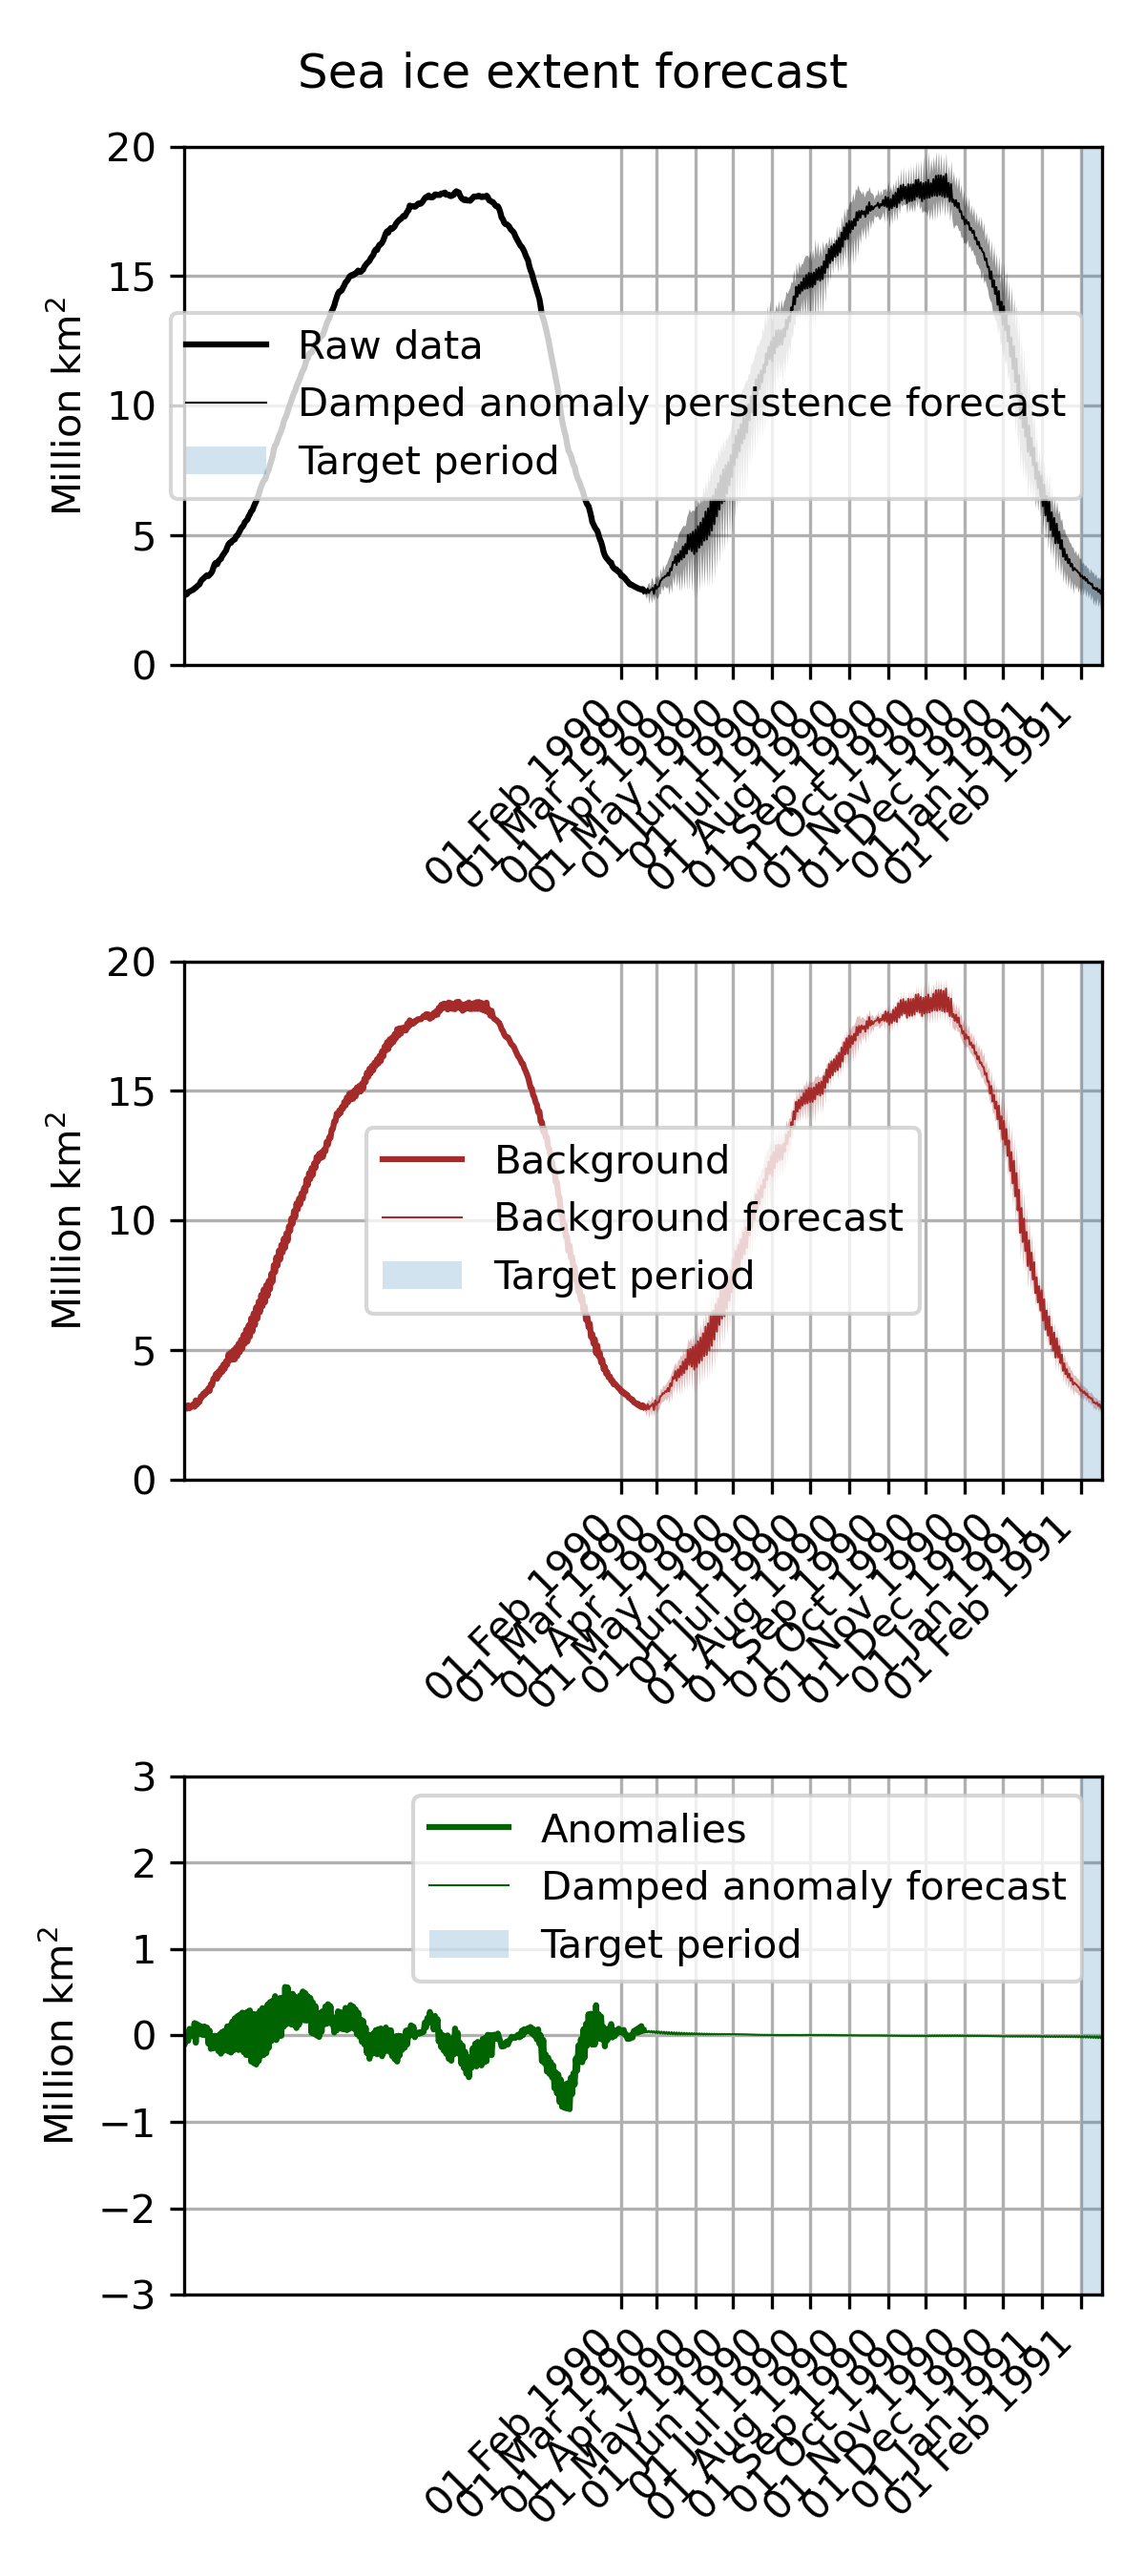 Sea ice extent forecast
20
15
10
5
0
Million km²
Raw data
Damped anomaly persistence forecast
Target period
01 Feb 1990
01 Mar 1990
01 Apr 1990
01 May 1990
01 Jun 1990
01 Jul 1990
01 Aug 1990
01 Sep 1990
01 Oct 1990
01 Nov 1990
01 Dec 1990
01 Jan 1991
01 Feb 1991
20
15
10
5
0
Million km²
Background
Background forecast
Target period
01 Feb 1990
01 Mar 1990
01 Apr 1990
01 May 1990
01 Jun 1990
01 Jul 1990
01 Aug 1990
01 Sep 1990
01 Oct 1990
01 Nov 1990
01 Dec 1990
01 Jan 1991
01 Feb 1991
3
2
1
0
−1
−2
−3
Million km²
Anomalies
Damped anomaly forecast
Target period
01 Feb 1990
01 Mar 1990
01 Apr 1990
01 May 1990
01 Jun 1990
01 Jul 1990
01 Aug 1990
01 Sep 1990
01 Oct 1990
01 Nov 1990
01 Dec 1990
01 Jan 1991
01 Feb 1991